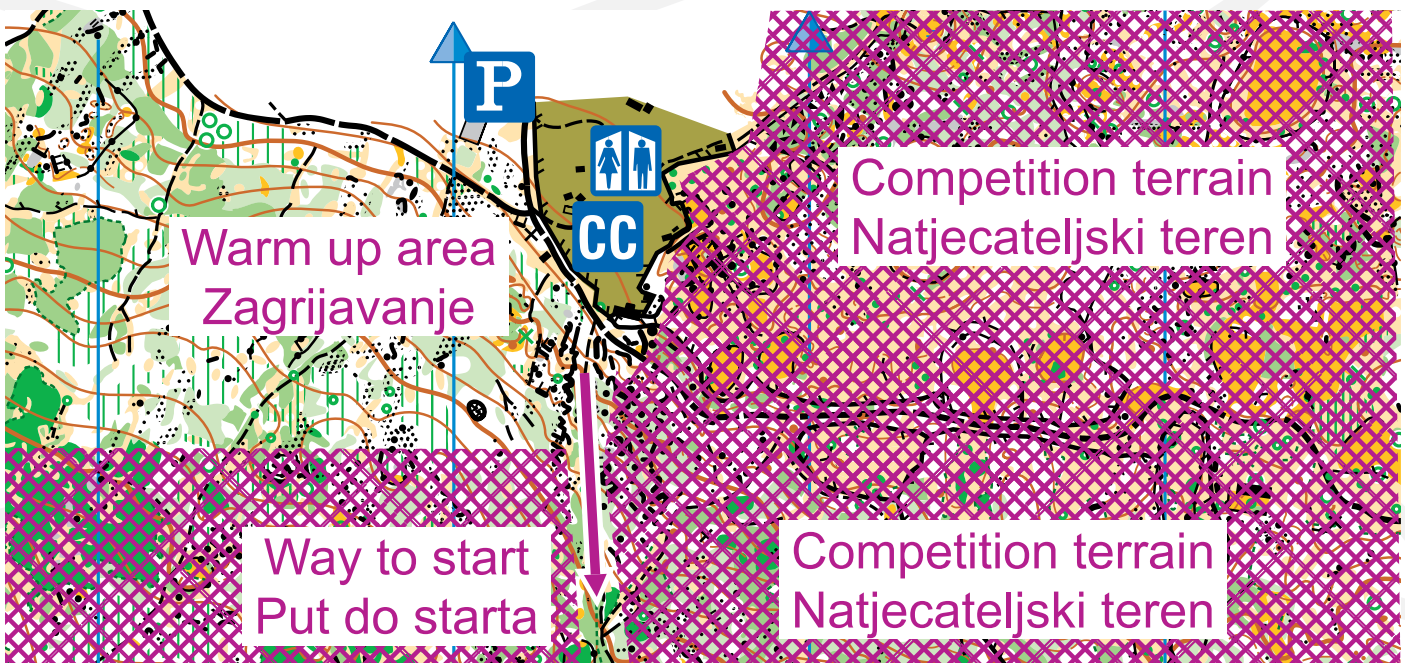 P
CC
Competition terrain
Natjecateljski teren
Warm up area
Zagrijavanje
Way to start
Put do starta
Competition terrain
Natjecateljski teren